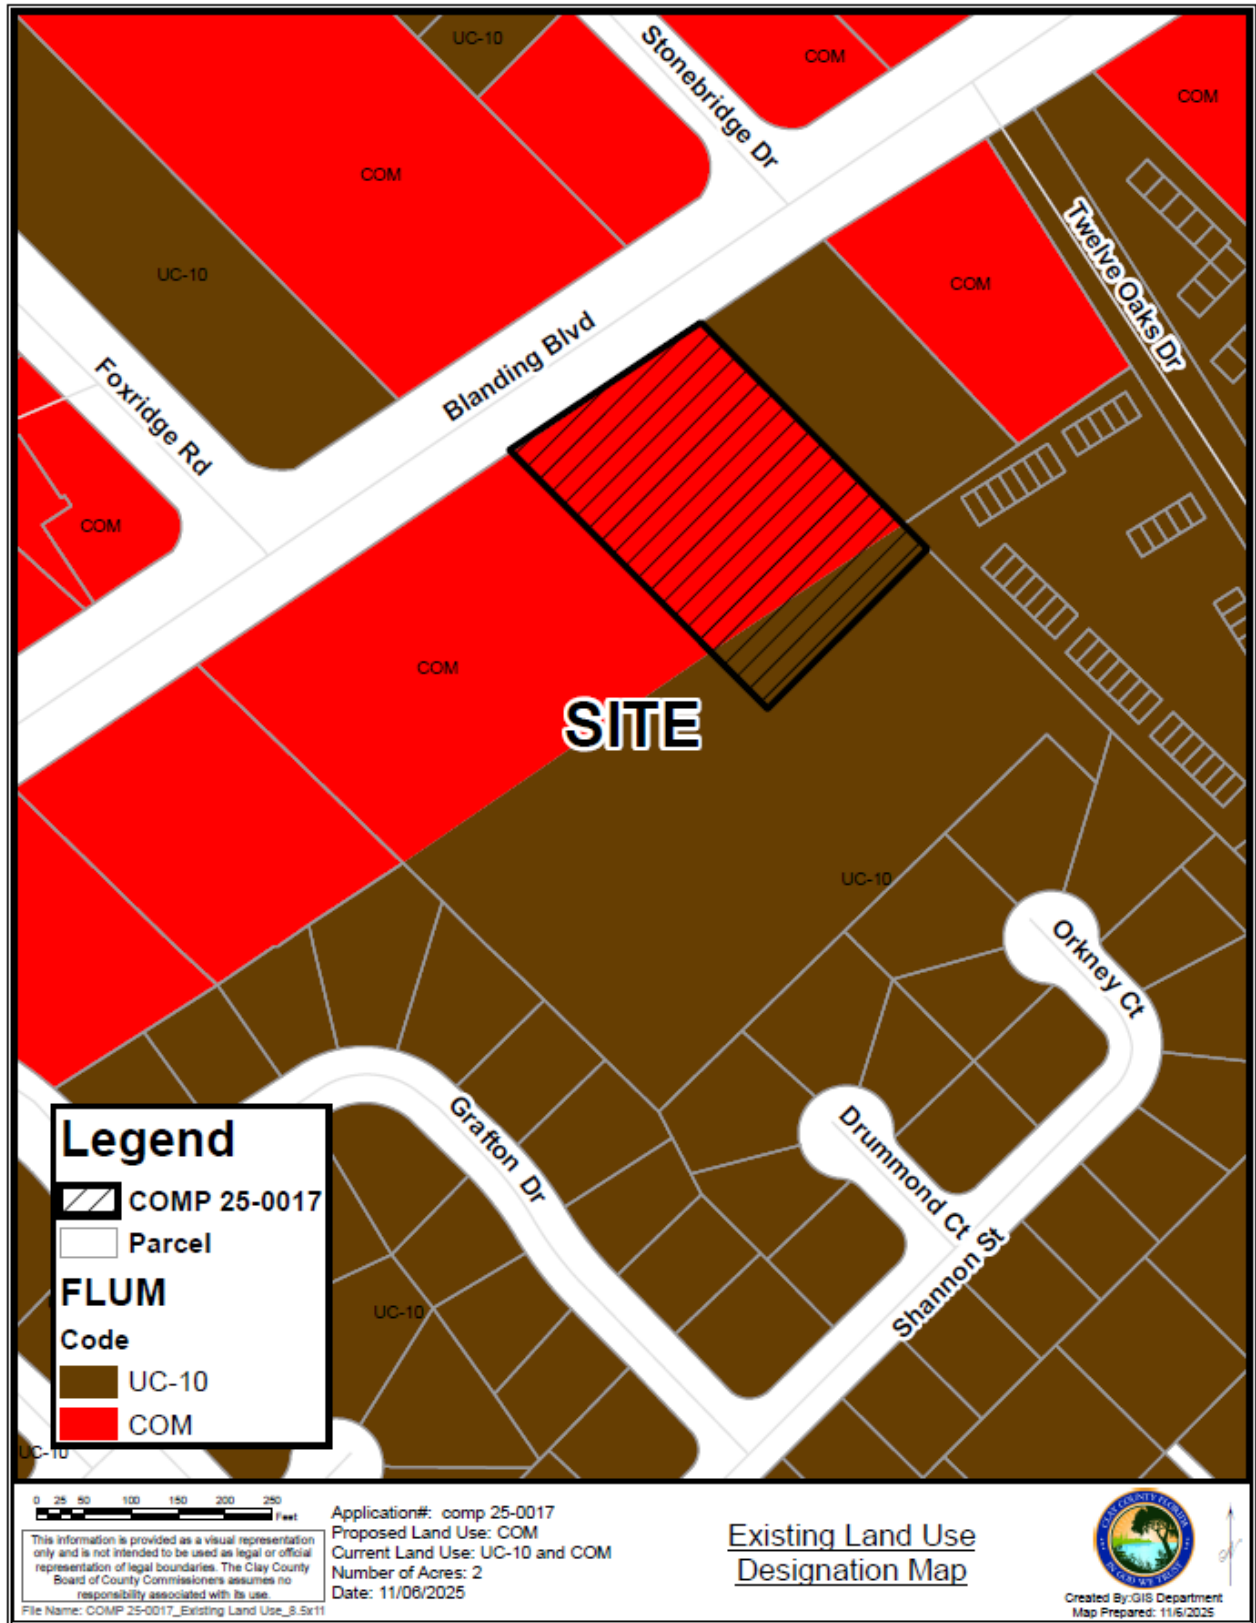 UC-10
Stonebridge Dr
COM
COM
COM
Twelve Oaks Dr
UC-10
COM
Blanding Blvd
Foxridge Rd
COM
COM
SITE
UC-10
Orkney Ct
Grafton Dr
Drummond Ct
Shannon St
UC-10
UC-10
Legend
COMP 25-0017
Parcel
FLUM
Code
UC-10
COM
0 25 50 100 150 200 250
Feet
This information is provided as a visual representation
only and is not intended to be used as legal or official
representation of legal boundaries. The Clay County
Board of County Commissioners assumes no
responsibility associated with its use.
File Name: COMP 25-0017_Existing Land Use_8.5x11
Application#: comp 25-0017
Proposed Land Use: COM
Current Land Use: UC-10 and COM
Number of Acres: 2
Date: 11/06/2025
Existing Land Use
Designation Map
CLAY COUNTY FLORIDA
IN GOD WE TRUST
Created By:GIS Department
Map Prepared: 11/6/2025